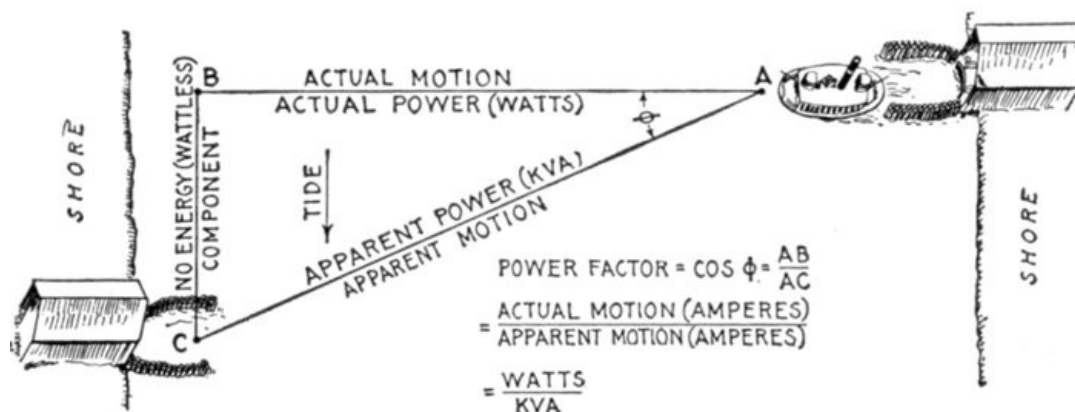 B
ACTUAL MOTION
A
ACTUAL POWER (WATTS)
ϕ
SHORE
NO ENERGY (WATTLESS)
COMPONENT
TIDE
APPARENT POWER (KVA)
APPARENT MOTION
SHORE
C
POWER FACTOR = COS ϕ = AB
AC
= ACTUAL MOTION (AMPERES)
APPARENT MOTION (AMPERES)
= WATTS
KVA